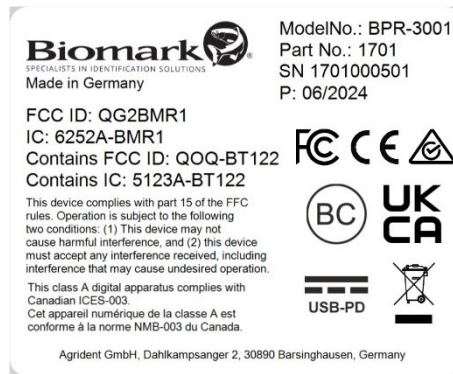 Biomark®
SPECIALISTS IN IDENTIFICATION SOLUTIONS
Made in Germany
ModelNo.: BPR-3001
Part No.: 1701
SN 1701000501
P: 06/2024
FCC ID: QG2BMR1
IC: 6252A-BMR1
Contains FCC ID: QOQ-BT122
Contains IC: 5123A-BT122
This device complies with part 15 of the FFC
rules. Operation is subject to the following
two conditions: (1) This device may not
cause harmful interference, and (2) this device
must accept any interference received, including
interference that may cause undesired operation.
This class A digital apparatus complies with
Canadian ICES-003.
Cet appareil numérique de la classe A est
conforme à la norme NMB-003 du Canada.
FC CE
BC
UK
CA
USB-PD
Agrident GmbH, Dahlkampsanger 2, 30890 Barsinghausen, Germany